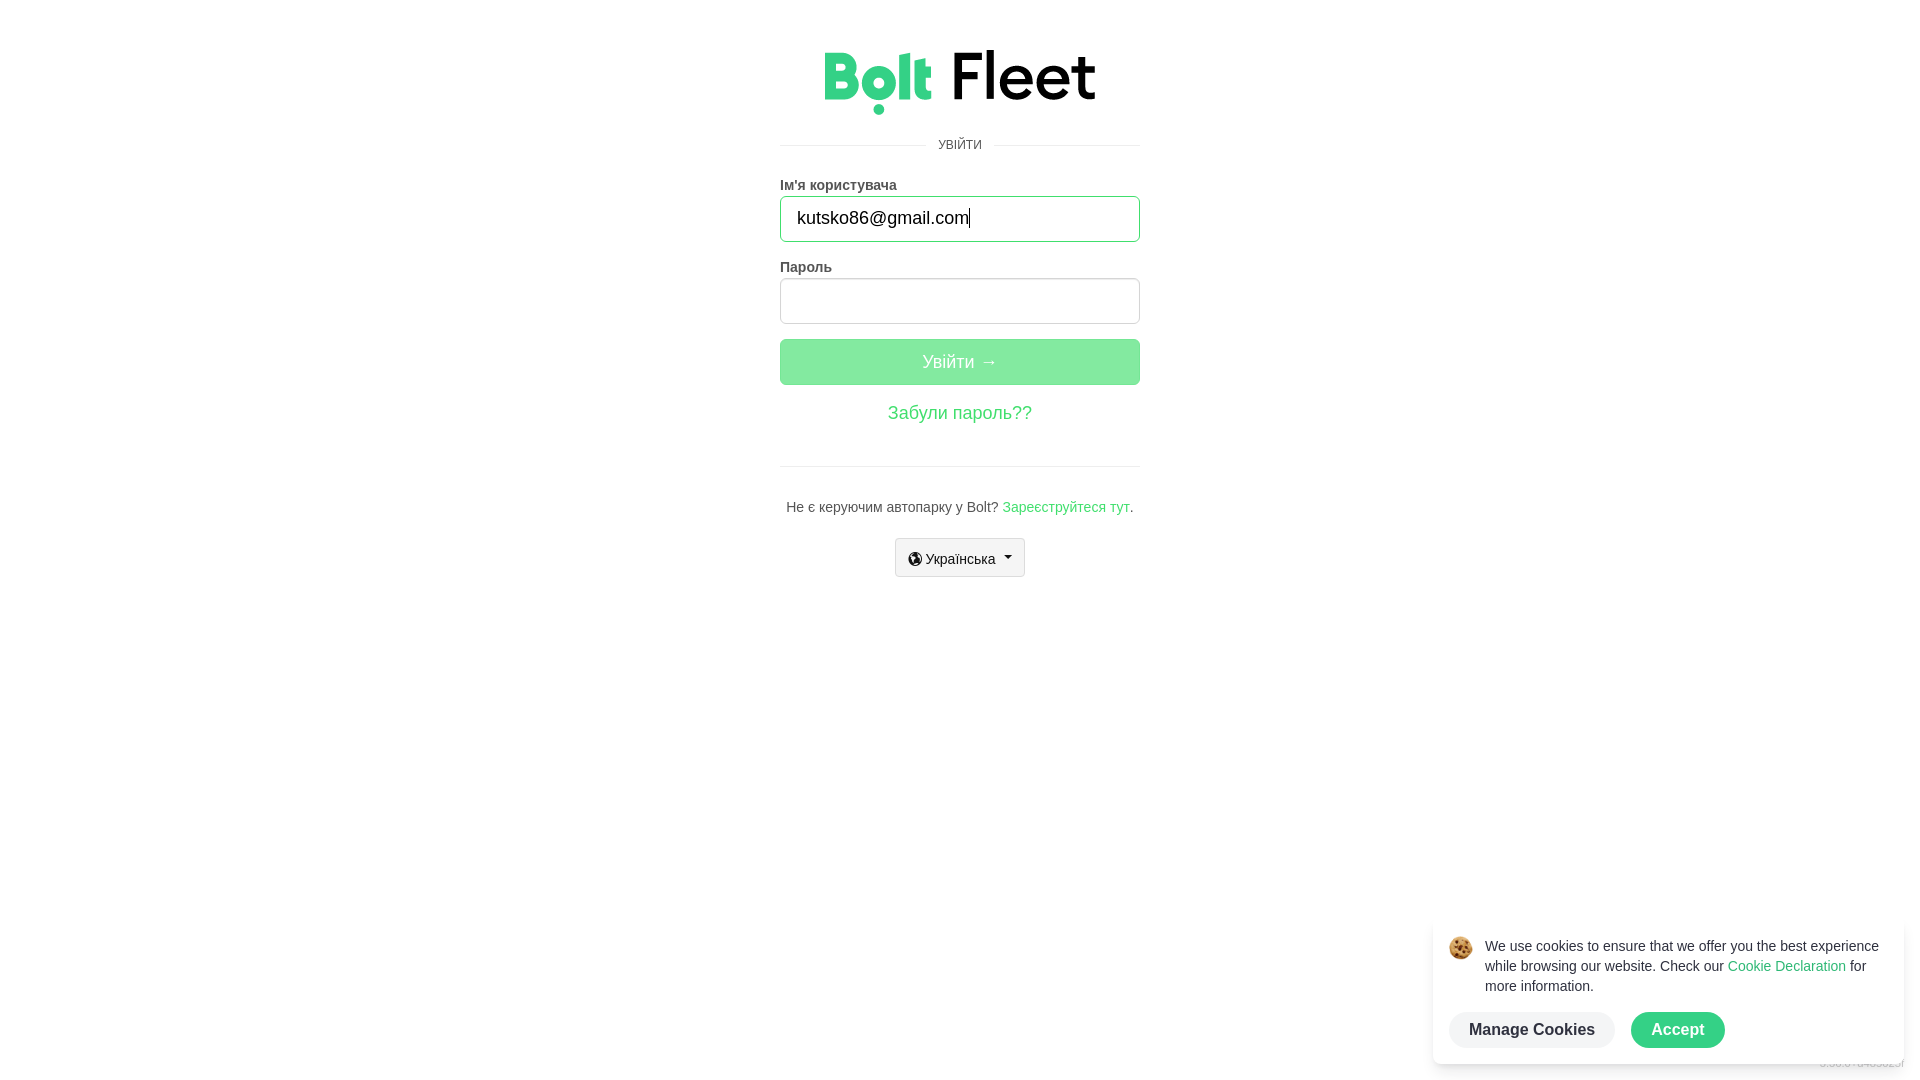 Bolt Fleet
УВІЙТИ
Ім'я користувача
kutsko86@gmail.com
Пароль
Увійти →
Забули пароль??
Не є керуючим автопарку у Bolt? Зареєструйтеся тут.
Українська
We use cookies to ensure that we offer you the best experience
while browsing our website. Check our Cookie Declaration for
more information.
Manage Cookies
Accept